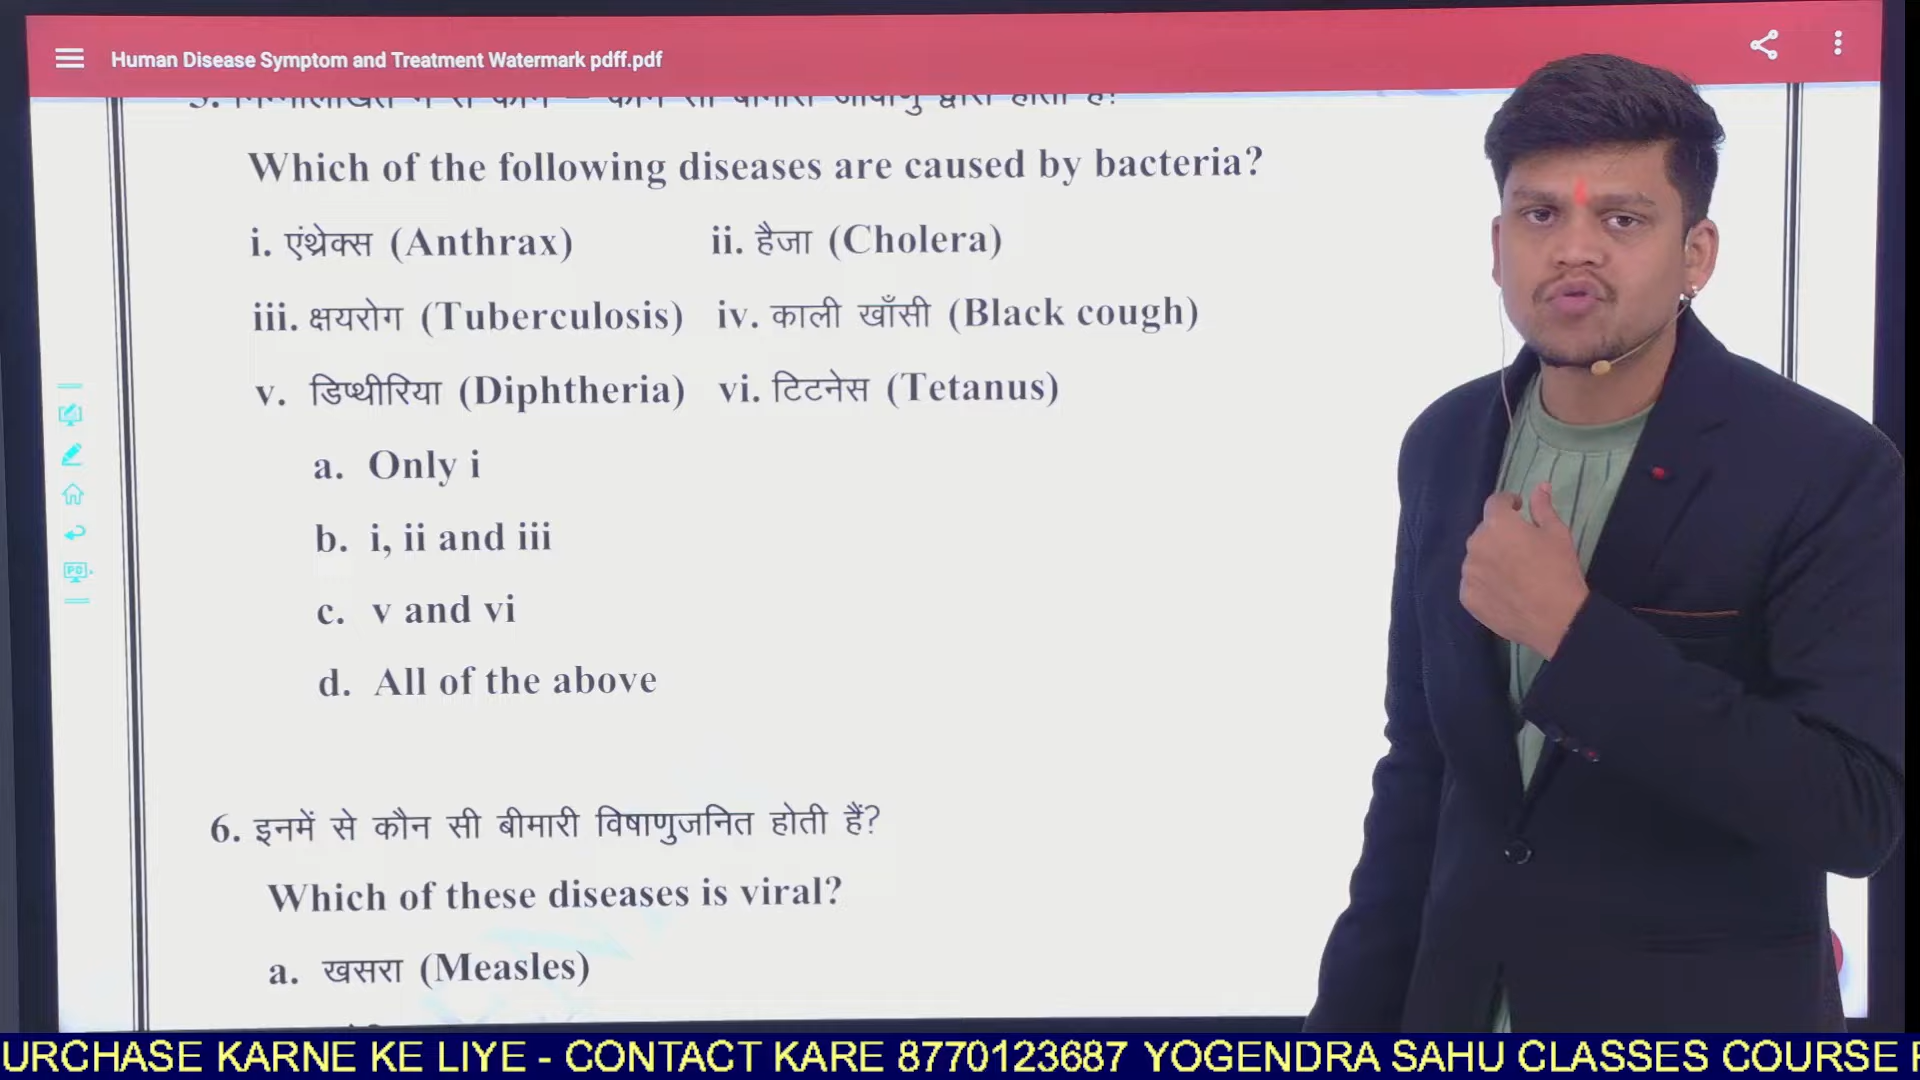 Human Disease Symptom and Treatment Watermark pdff.pdf
Which of the following diseases are caused by bacteria?
i. एंथ्रेक्स (Anthrax) ii. हैजा (Cholera)
iii. क्षयरोग (Tuberculosis) iv. काली खाँसी (Black cough)
v. डिप्थीरिया (Diphtheria) vi. टिटनेस (Tetanus)
a. Only i
b. i, ii and iii
c. v and vi
d. All of the above
6. इनमें से कौन सी बीमारी विषाणुजनित होती हैं?
Which of these diseases is viral?
a. खसरा (Measles)
URCHASE KARNE KE LIYE - CONTACT KARE 8770123687 YOGENDRA SAHU CLASSES COURSE